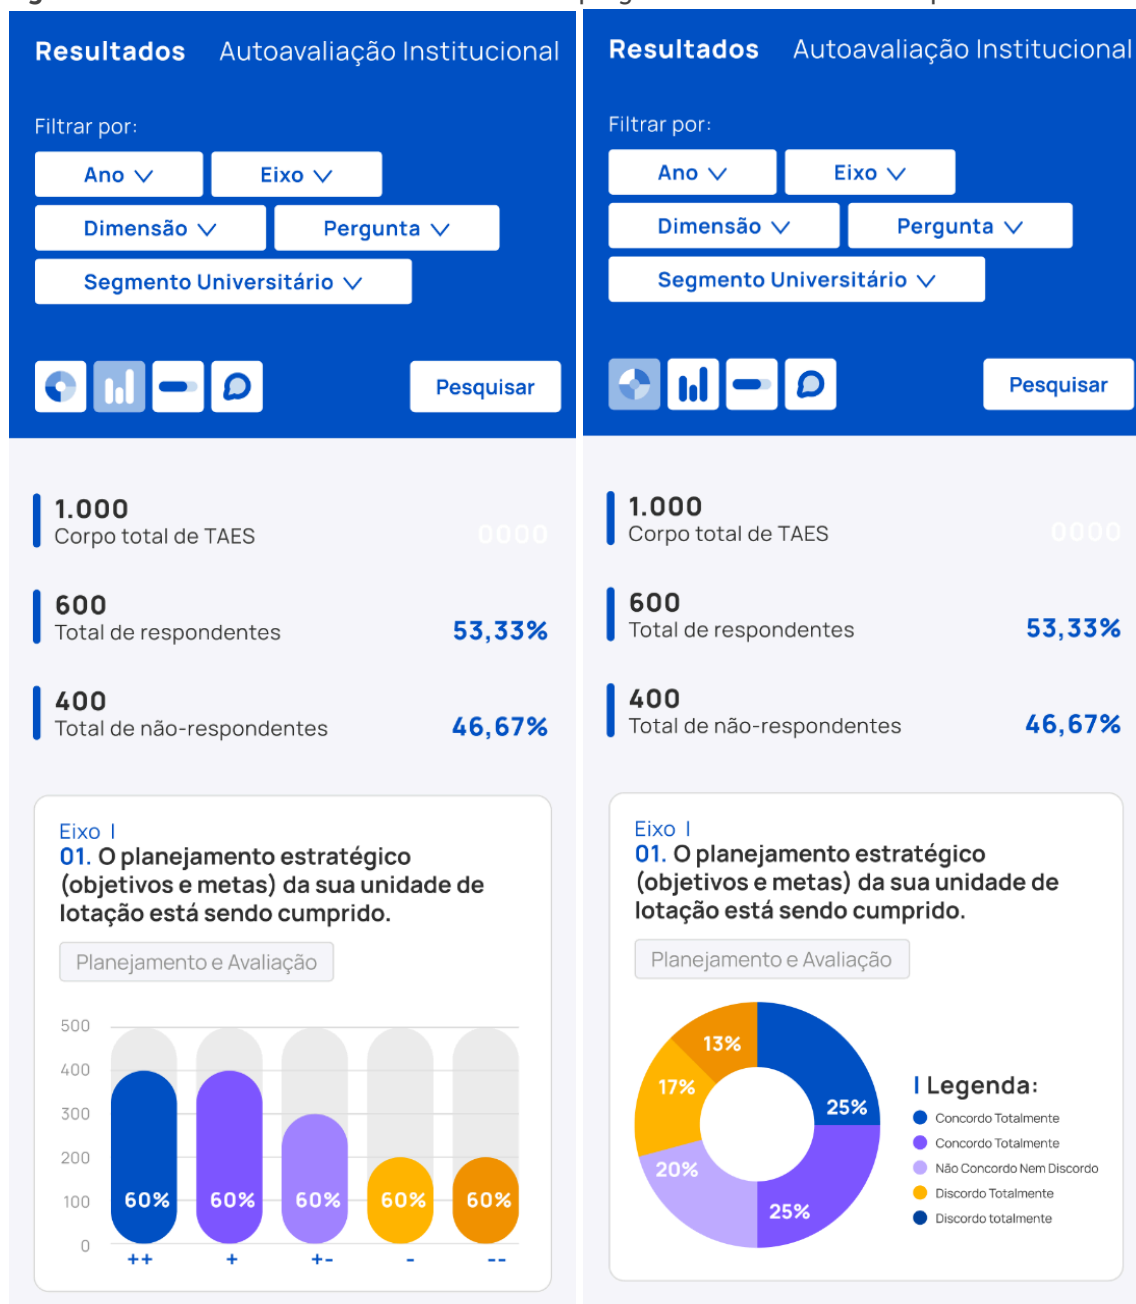 Resultados Autoavaliação Institucional
Filtrar por:
Ano
Eixo
Dimensão
Pergunta
Segmento Universitário
Pesquisar
1.000
Corpo total de TAES
0000
600
Total de respondentes
53,33%
400
Total de não-respondentes
46,67%
Eixo I
01. O planejamento estratégico
(objetivos e metas) da sua unidade de
lotação está sendo cumprido.
Planejamento e Avaliação
500
400
300
200
100
0
60% 60% 60% 60% 60%
++ + +- - --
Resultados Autoavaliação Institucional
Filtrar por:
Ano
Eixo
Dimensão
Pergunta
Segmento Universitário
Pesquisar
1.000
Corpo total de TAES
0000
600
Total de respondentes
53,33%
400
Total de não-respondentes
46,67%
Eixo I
01. O planejamento estratégico
(objetivos e metas) da sua unidade de
lotação está sendo cumprido.
Planejamento e Avaliação
13%
17%
25%
20%
25%
Legenda:
Concordo Totalmente
Concordo Totalmente
Não Concordo Nem Discordo
Discordo Totalmente
Discordo totalmente